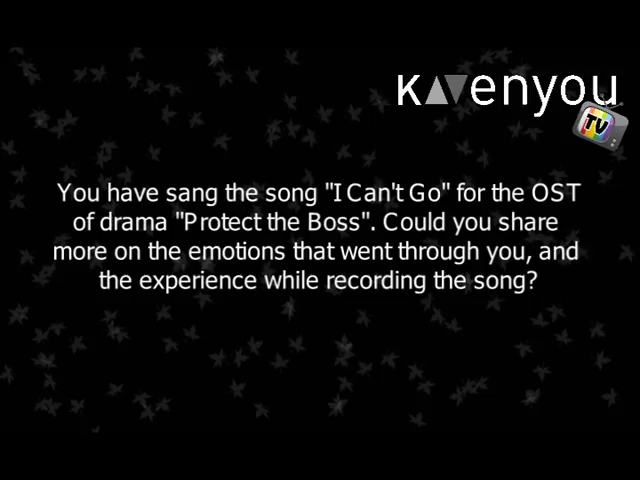 K▲▼enyou
TV
You have sang the song "I Can't Go" for the OST
of drama "Protect the Boss". Could you share
more on the emotions that went through you, and
the experience while recording the song?